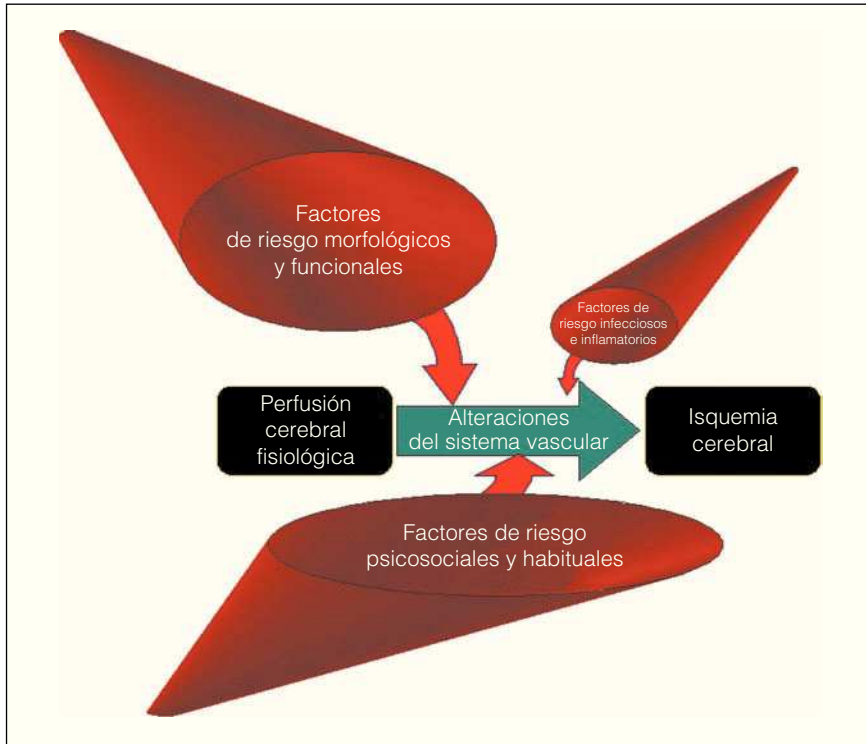 Factores
de riesgo morfológicos
y funcionales
Factores de
riesgo infecciosos
e inflamatorios
Perfusión
cerebral
fisiológica
Alteraciones
del sistema vascular
Isquemia
cerebral
Factores de riesgo
psicosociales y habituales